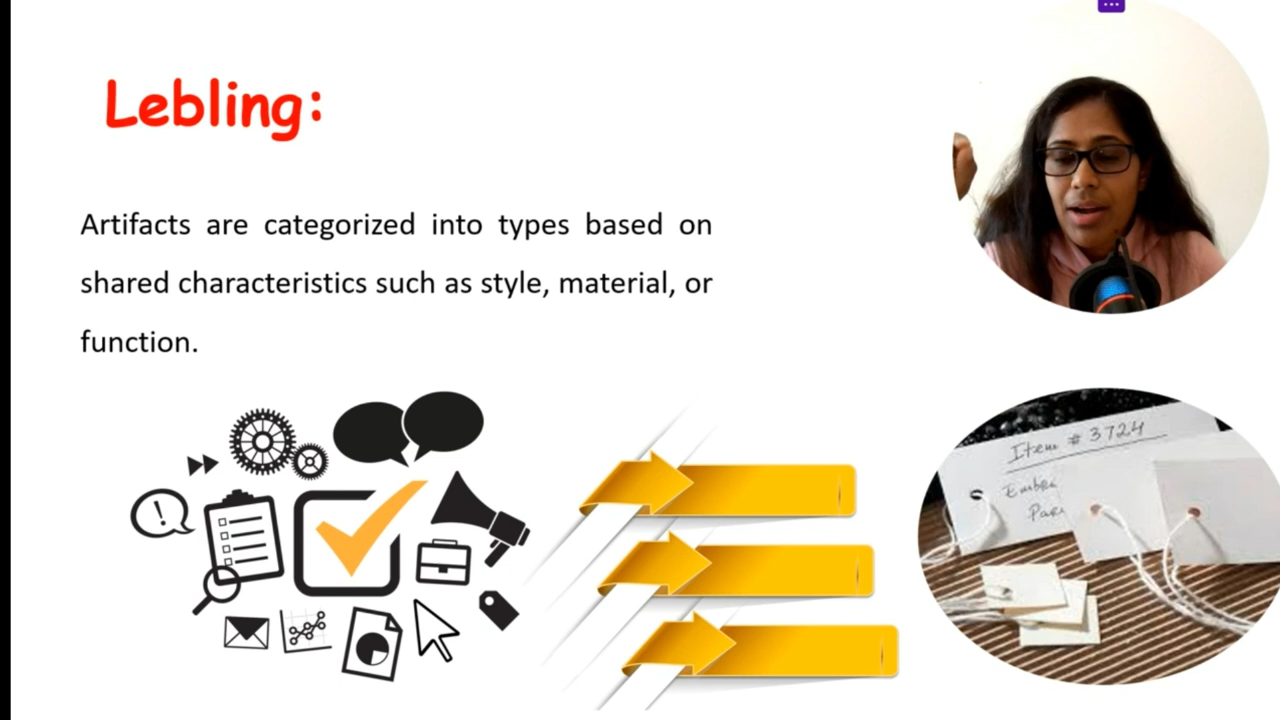 Lebling:
Artifacts are categorized into types based on
shared characteristics such as style, material, or
function.
Item # 3724